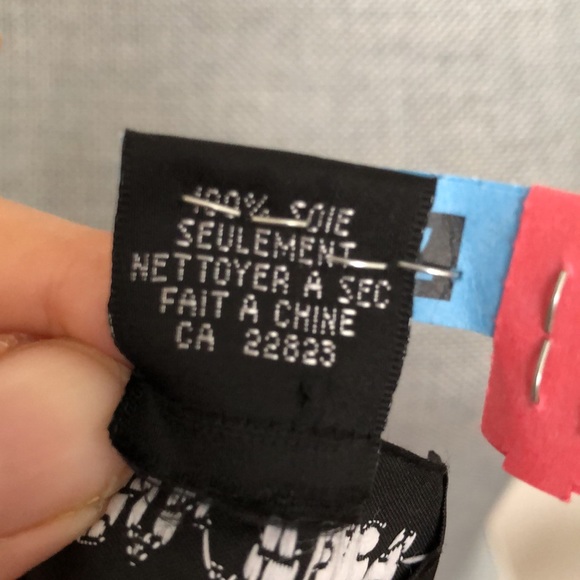 100% SOIE
SEULEMENT
NETTOYER A SEC
FAIT A CHINE
CA 22823